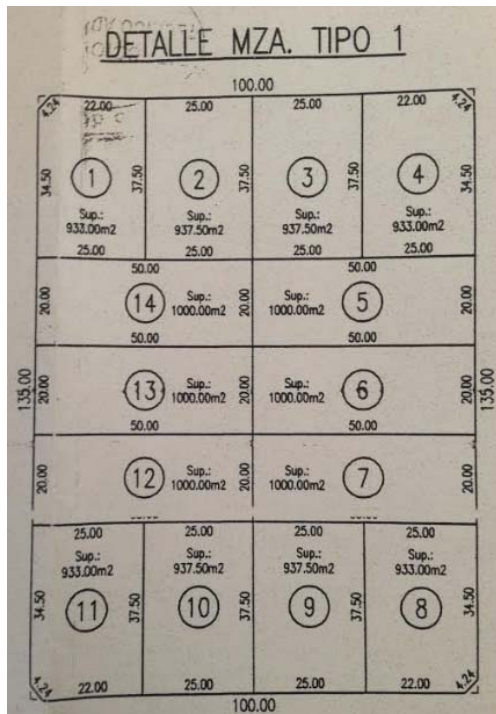 DETALLE MZA. TIPO 1
100.00
4.24 22.00 25.00 25.00 22.00 4.24
34.50 1 37.50 2 37.50 3 37.50 4 34.50
Sup.: Sup.: Sup.: Sup.:
933.00m2 937.50m2 937.50m2 933.00m2
25.00 25.00 25.00 25.00
50.00 50.00
20.00 14 Sup.: 1000.00m2 20.00 Sup.: 1000.00m2 5 20.00
50.00 50.00
135.00 20.00 13 Sup.: 1000.00m2 20.00 Sup.: 1000.00m2 6 20.00 135.00
50.00 50.00
20.00 12 Sup.: 1000.00m2 20.00 Sup.: 1000.00m2 7 20.00
25.00 25.00 25.00 25.00
Sup.: Sup.: Sup.: Sup.:
933.00m2 937.50m2 937.50m2 933.00m2
34.50 11 37.50 10 37.50 9 37.50 8 34.50
4.24 22.00 25.00 25.00 22.00 4.24
100.00